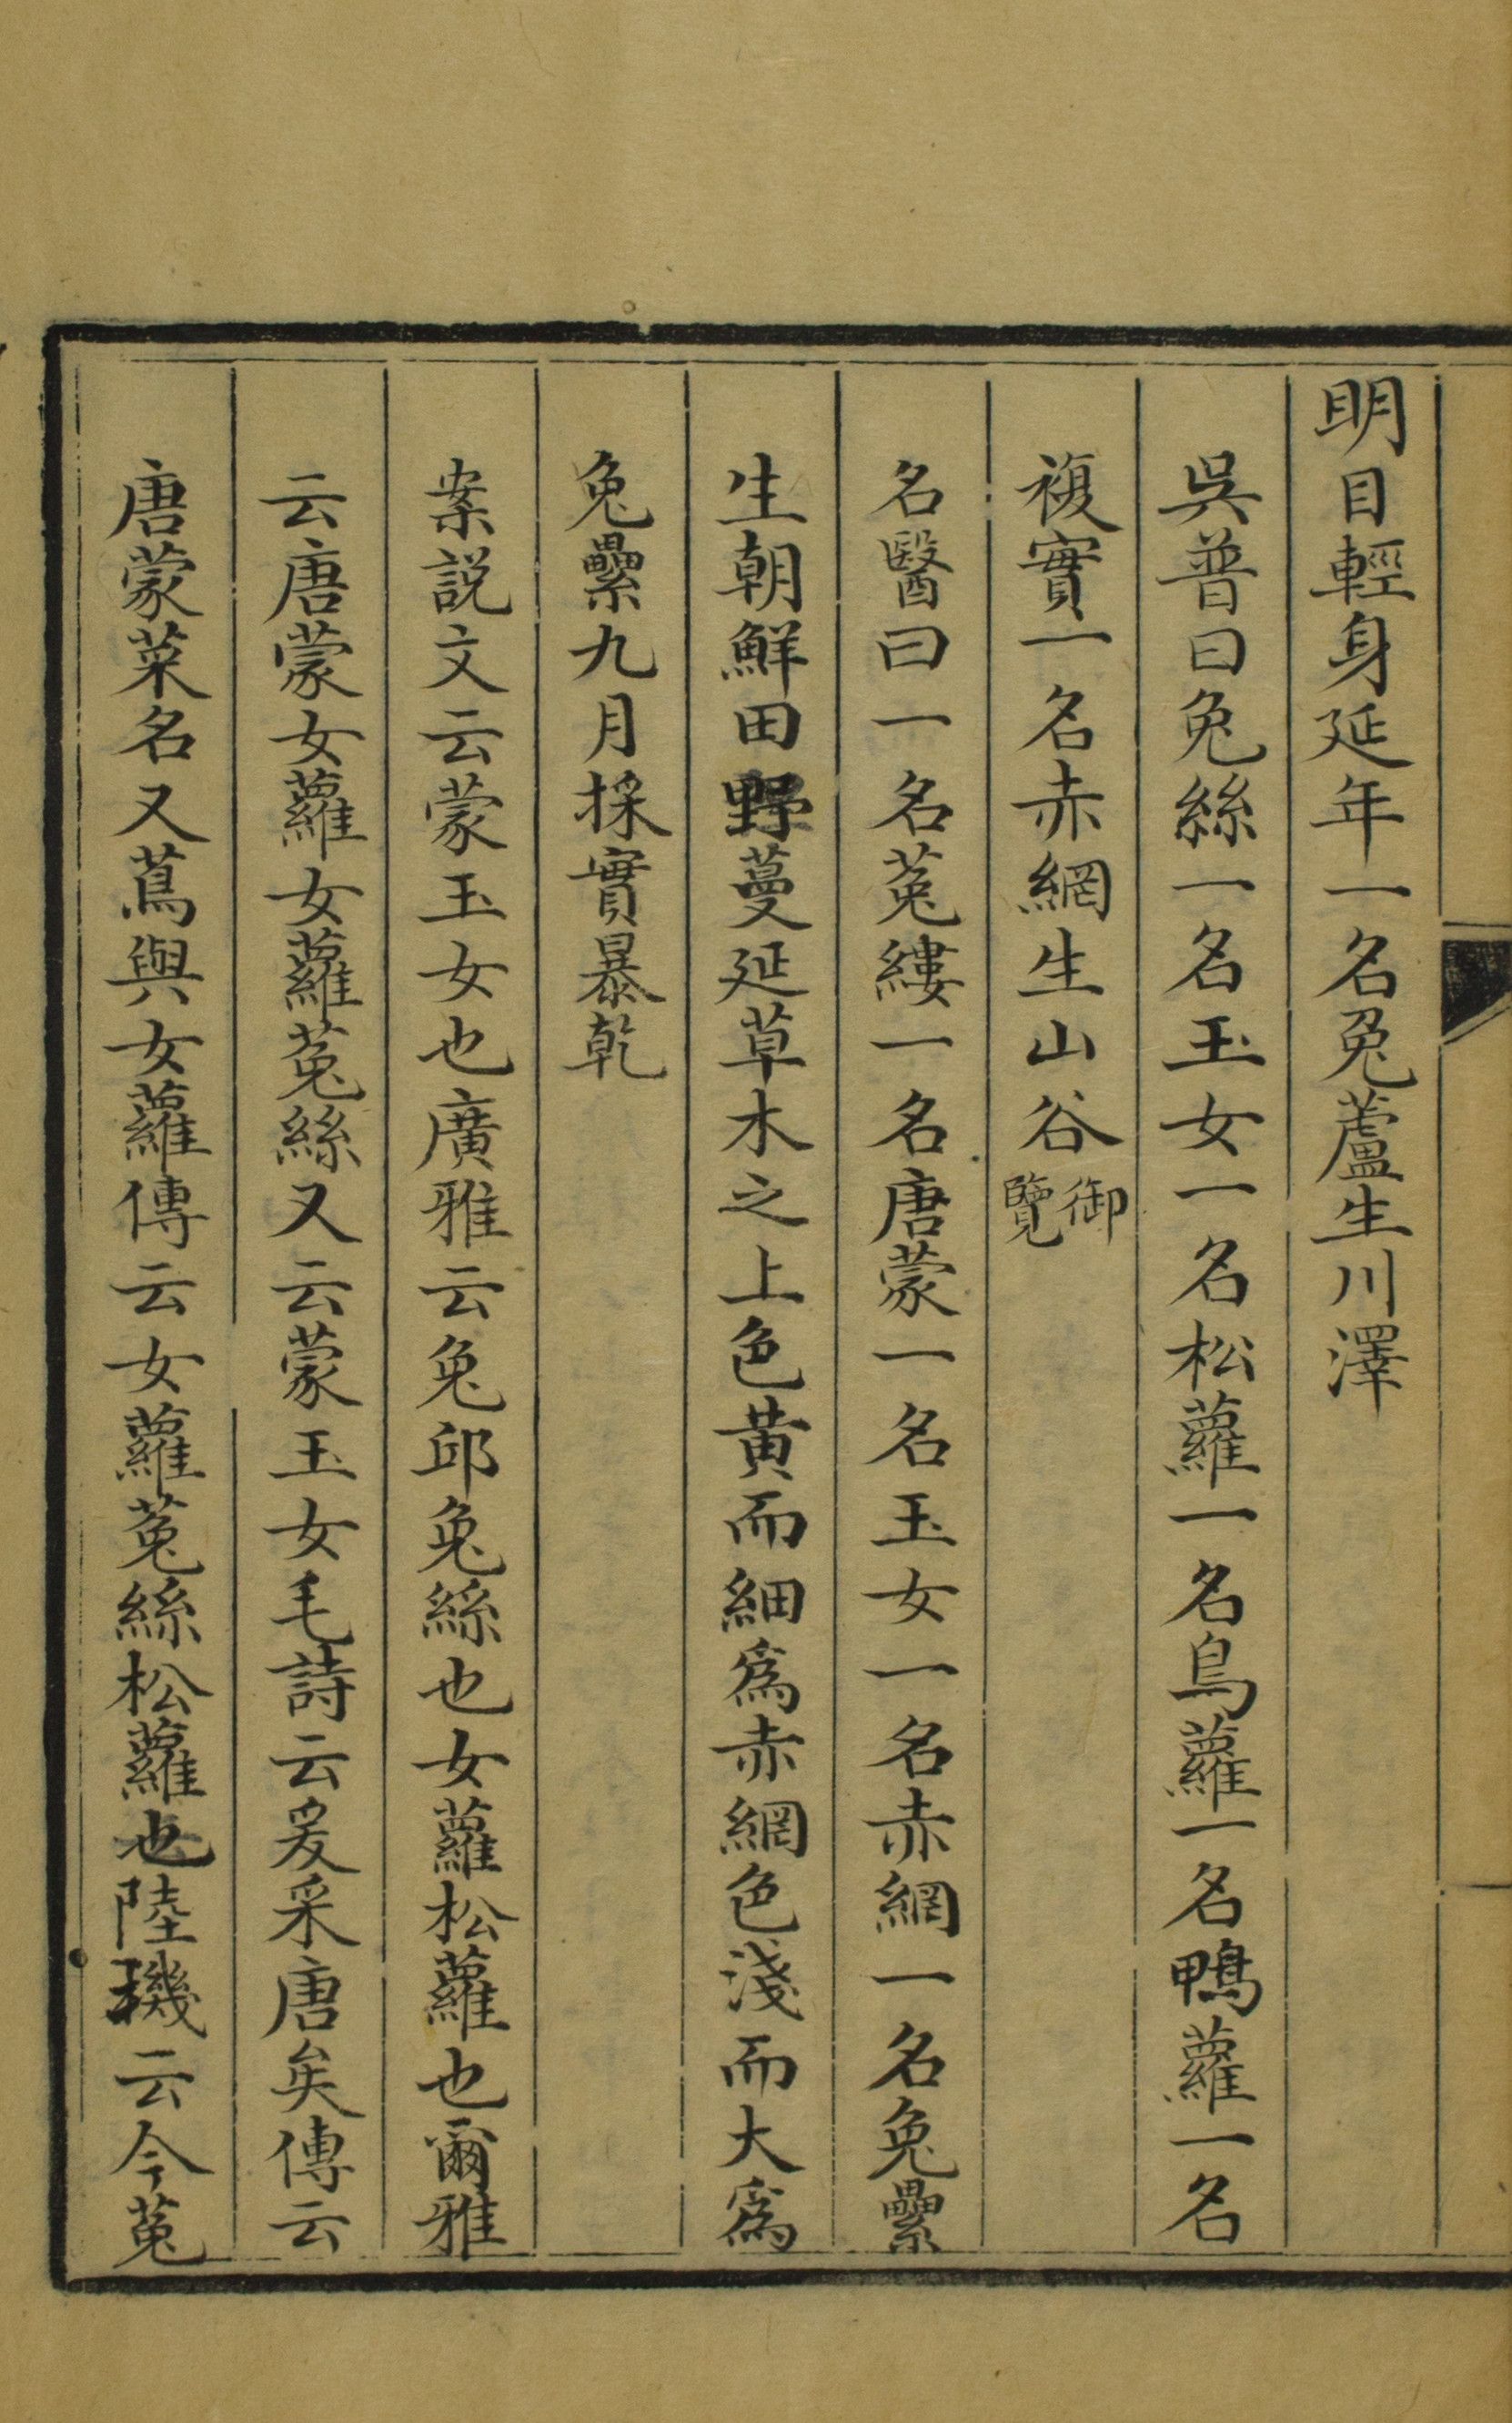 明目輕身延年一名兔蘆生川澤
吳普曰兔絲一名玉女一名松蘿一名鳥蘿一名鴨蘿一名
複實一名赤網生山谷御覽
名醫曰一名菟縷一名唐蒙一名玉女一名赤網一名兔纍
生朝鮮田野蔓延草木之上色黃而細爲赤網色淺而大爲
兔纍九月採實暴乾
案說文云蒙玉女也廣雅云兔邱兔絲也女蘿松蘿也爾雅
云唐蒙女蘿女蘿菟絲又云蒙玉女毛詩云爰采唐矣傳云
唐蒙菜名又蔦與女蘿傳云女蘿菟絲松蘿也陸璣云今菟